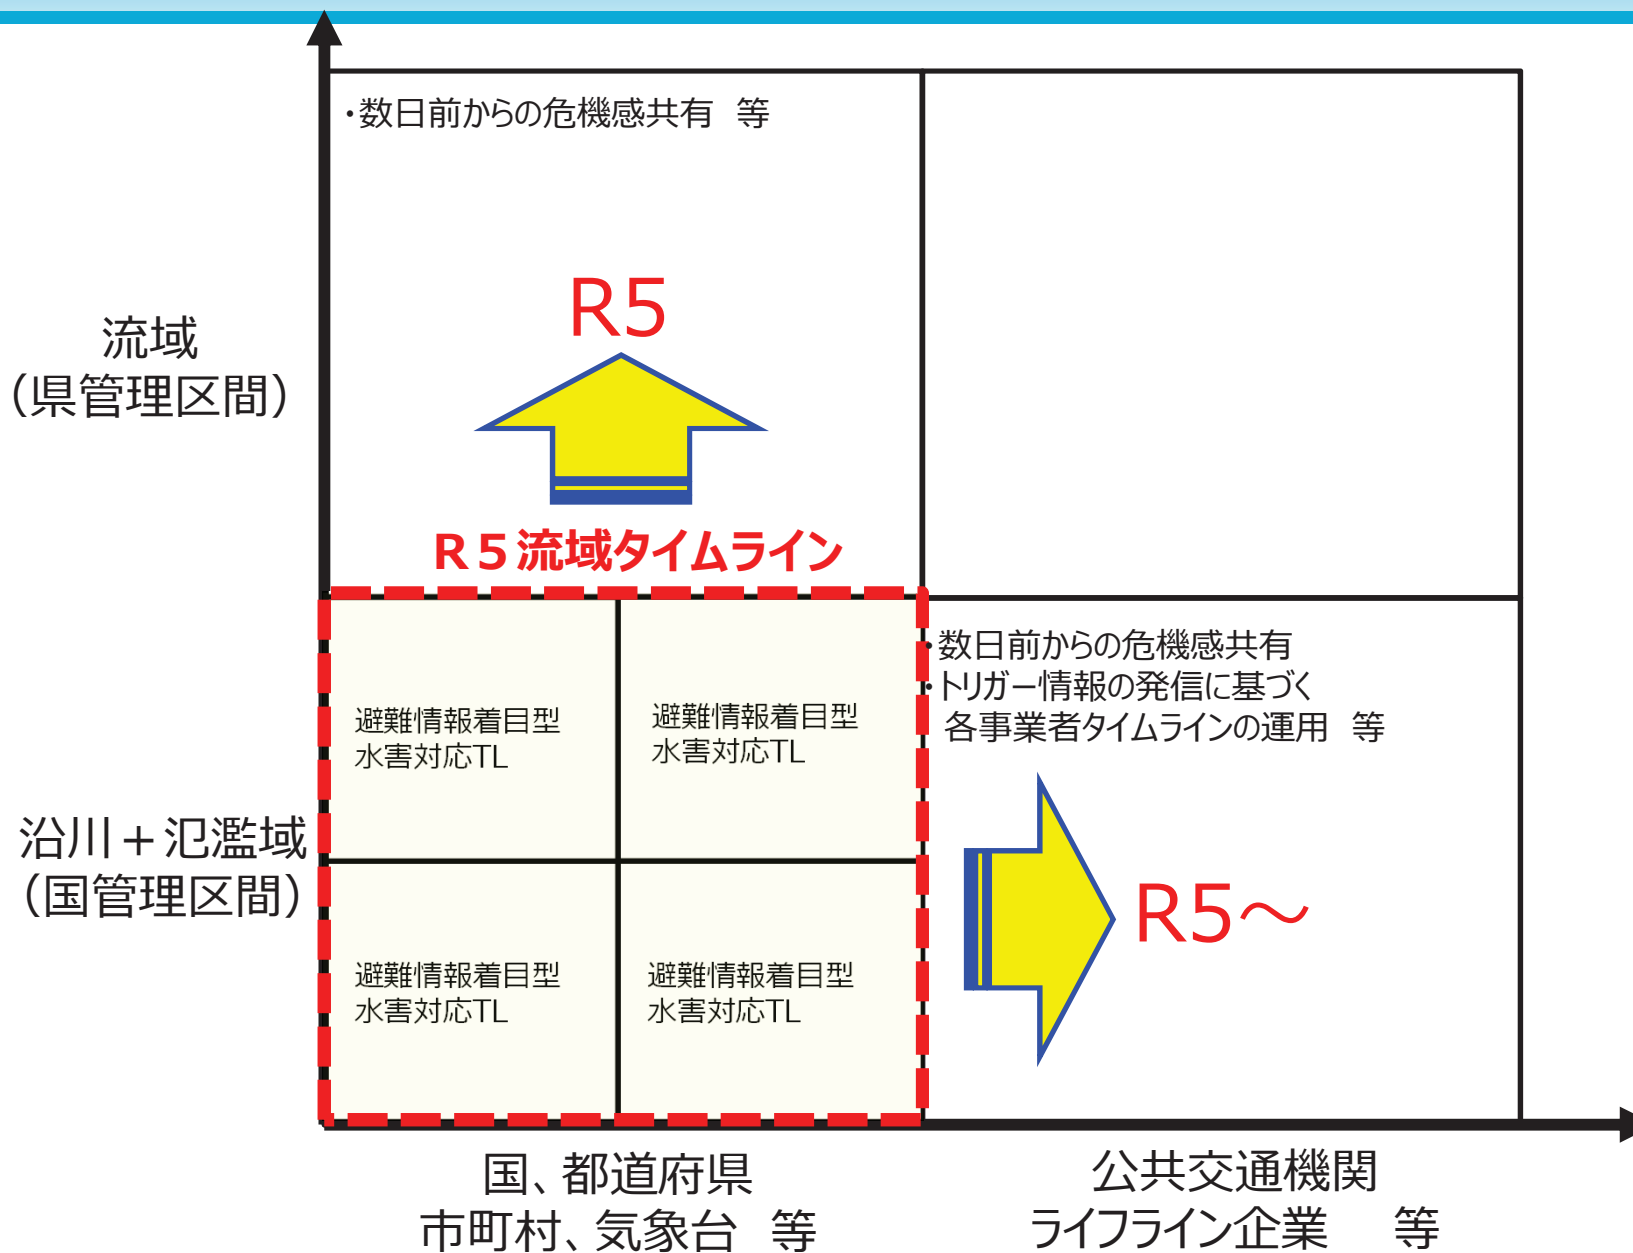 ・数日前からの危機感共有　等
R5
流域
（県管理区間）
R５流域タイムライン
避難情報着目型
水害対応TL
避難情報着目型
水害対応TL
・数日前からの危機感共有
・トリガー情報の発信に基づく
各事業者タイムラインの運用　等
沿川＋氾濫域
（国管理区間）
R5～
避難情報着目型
水害対応TL
避難情報着目型
水害対応TL
国、都道府県
市町村、気象台　等
公共交通機関
ライフライン企業　等